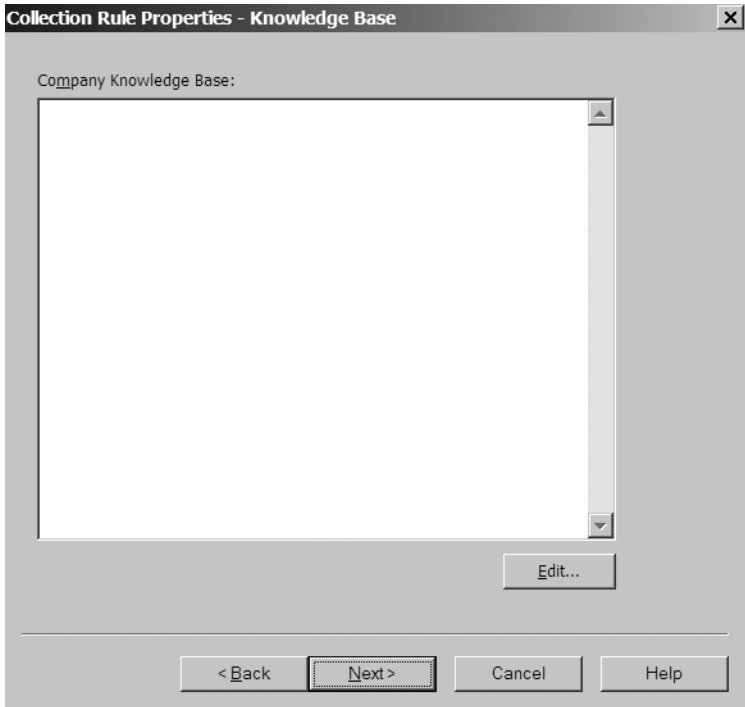 Collection Rule Properties - Knowledge Base
Company Knowledge Base:
Edit...
< Back Next > Cancel Help